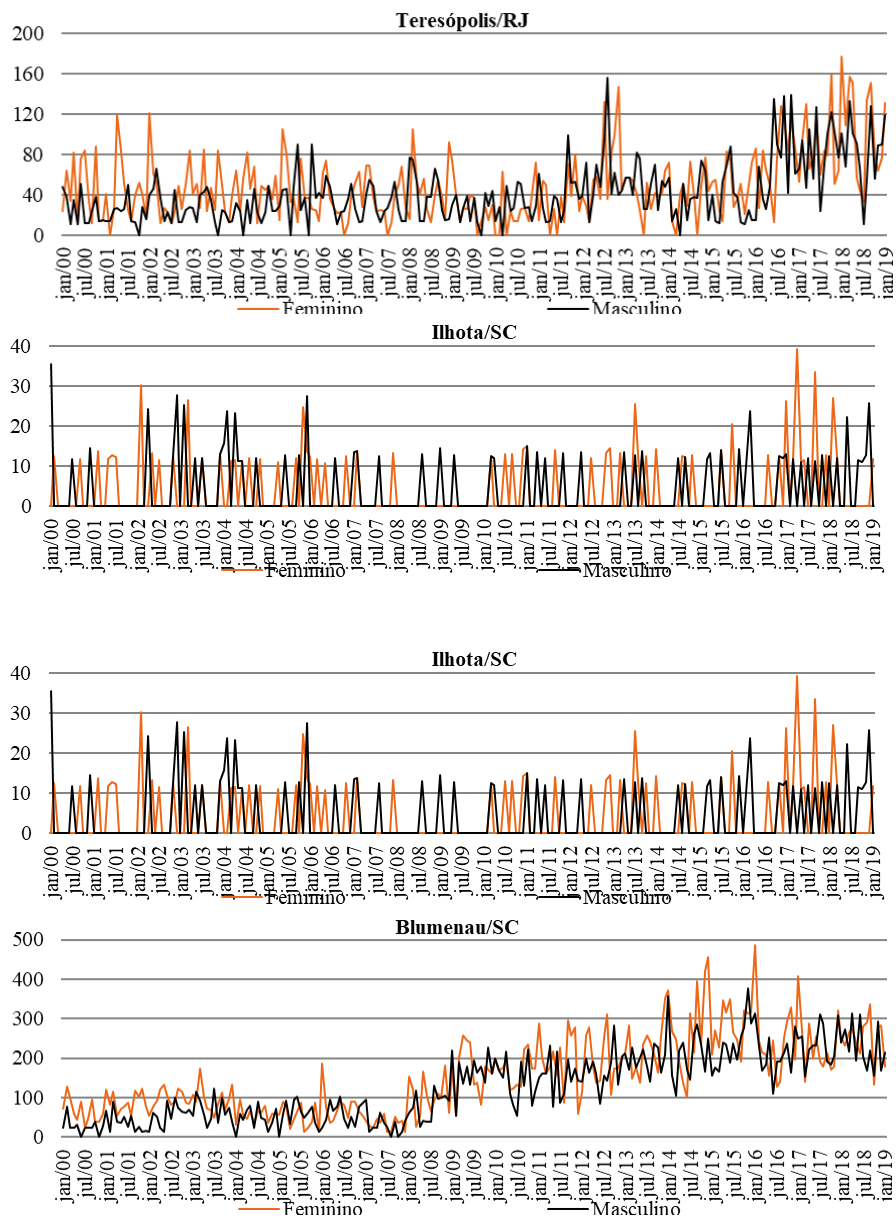 Teresópolis/RJ
200
160
120
80
40
0
jan/00 jul/00 jan/01 jul/01 jan/02 jul/02 jan/03 jul/03 jan/04 jul/04 jan/05 jul/05 jan/06 jul/06 jan/07 jul/07 jan/08 jul/08 jan/09 jul/09 jan/10 jul/10 jan/11 jul/11 jan/12 jul/12 jan/13 jul/13 jan/14 jul/14 jan/15 jul/15 jan/16 jul/16 jan/17 jul/17 jan/18 jul/18 jan/19
Feminino Masculino
Ilhota/SC
40
30
20
10
0
jan/00 jul/00 jan/01 jul/01 jan/02 jul/02 jan/03 jul/03 jan/04 jul/04 jan/05 jul/05 jan/06 jul/06 jan/07 jul/07 jan/08 jul/08 jan/09 jul/09 jan/10 jul/10 jan/11 jul/11 jan/12 jul/12 jan/13 jul/13 jan/14 jul/14 jan/15 jul/15 jan/16 jul/16 jan/17 jul/17 jan/18 jul/18 jan/19
Feminino Masculino
Ilhota/SC
40
30
20
10
0
jan/00 jul/00 jan/01 jul/01 jan/02 jul/02 jan/03 jul/03 jan/04 jul/04 jan/05 jul/05 jan/06 jul/06 jan/07 jul/07 jan/08 jul/08 jan/09 jul/09 jan/10 jul/10 jan/11 jul/11 jan/12 jul/12 jan/13 jul/13 jan/14 jul/14 jan/15 jul/15 jan/16 jul/16 jan/17 jul/17 jan/18 jul/18 jan/19
Feminino Masculino
Blumenau/SC
500
400
300
200
100
0
jan/00 jul/00 jan/01 jul/01 jan/02 jul/02 jan/03 jul/03 jan/04 jul/04 jan/05 jul/05 jan/06 jul/06 jan/07 jul/07 jan/08 jul/08 jan/09 jul/09 jan/10 jul/10 jan/11 jul/11 jan/12 jul/12 jan/13 jul/13 jan/14 jul/14 jan/15 jul/15 jan/16 jul/16 jan/17 jul/17 jan/18 jul/18 jan/19
Feminino Masculino